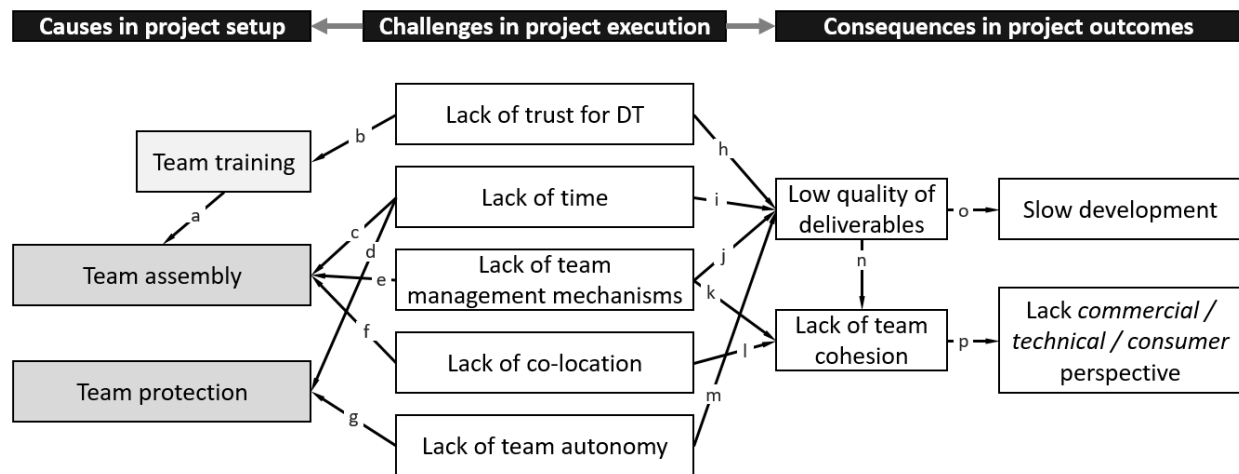 Causes in project setup
Challenges in project execution
Consequences in project outcomes
Lack of trust for DT
b
h
Team training
a
Lack of time
i
Low quality of
deliverables
o
Slow development
c
d
Team assembly
e
Lack of team
management mechanisms
j
k
n
f
Lack of co-location
l
Lack of team
cohesion
p
Lack commercial /
technical / consumer
perspective
Team protection
g
m
Lack of team autonomy